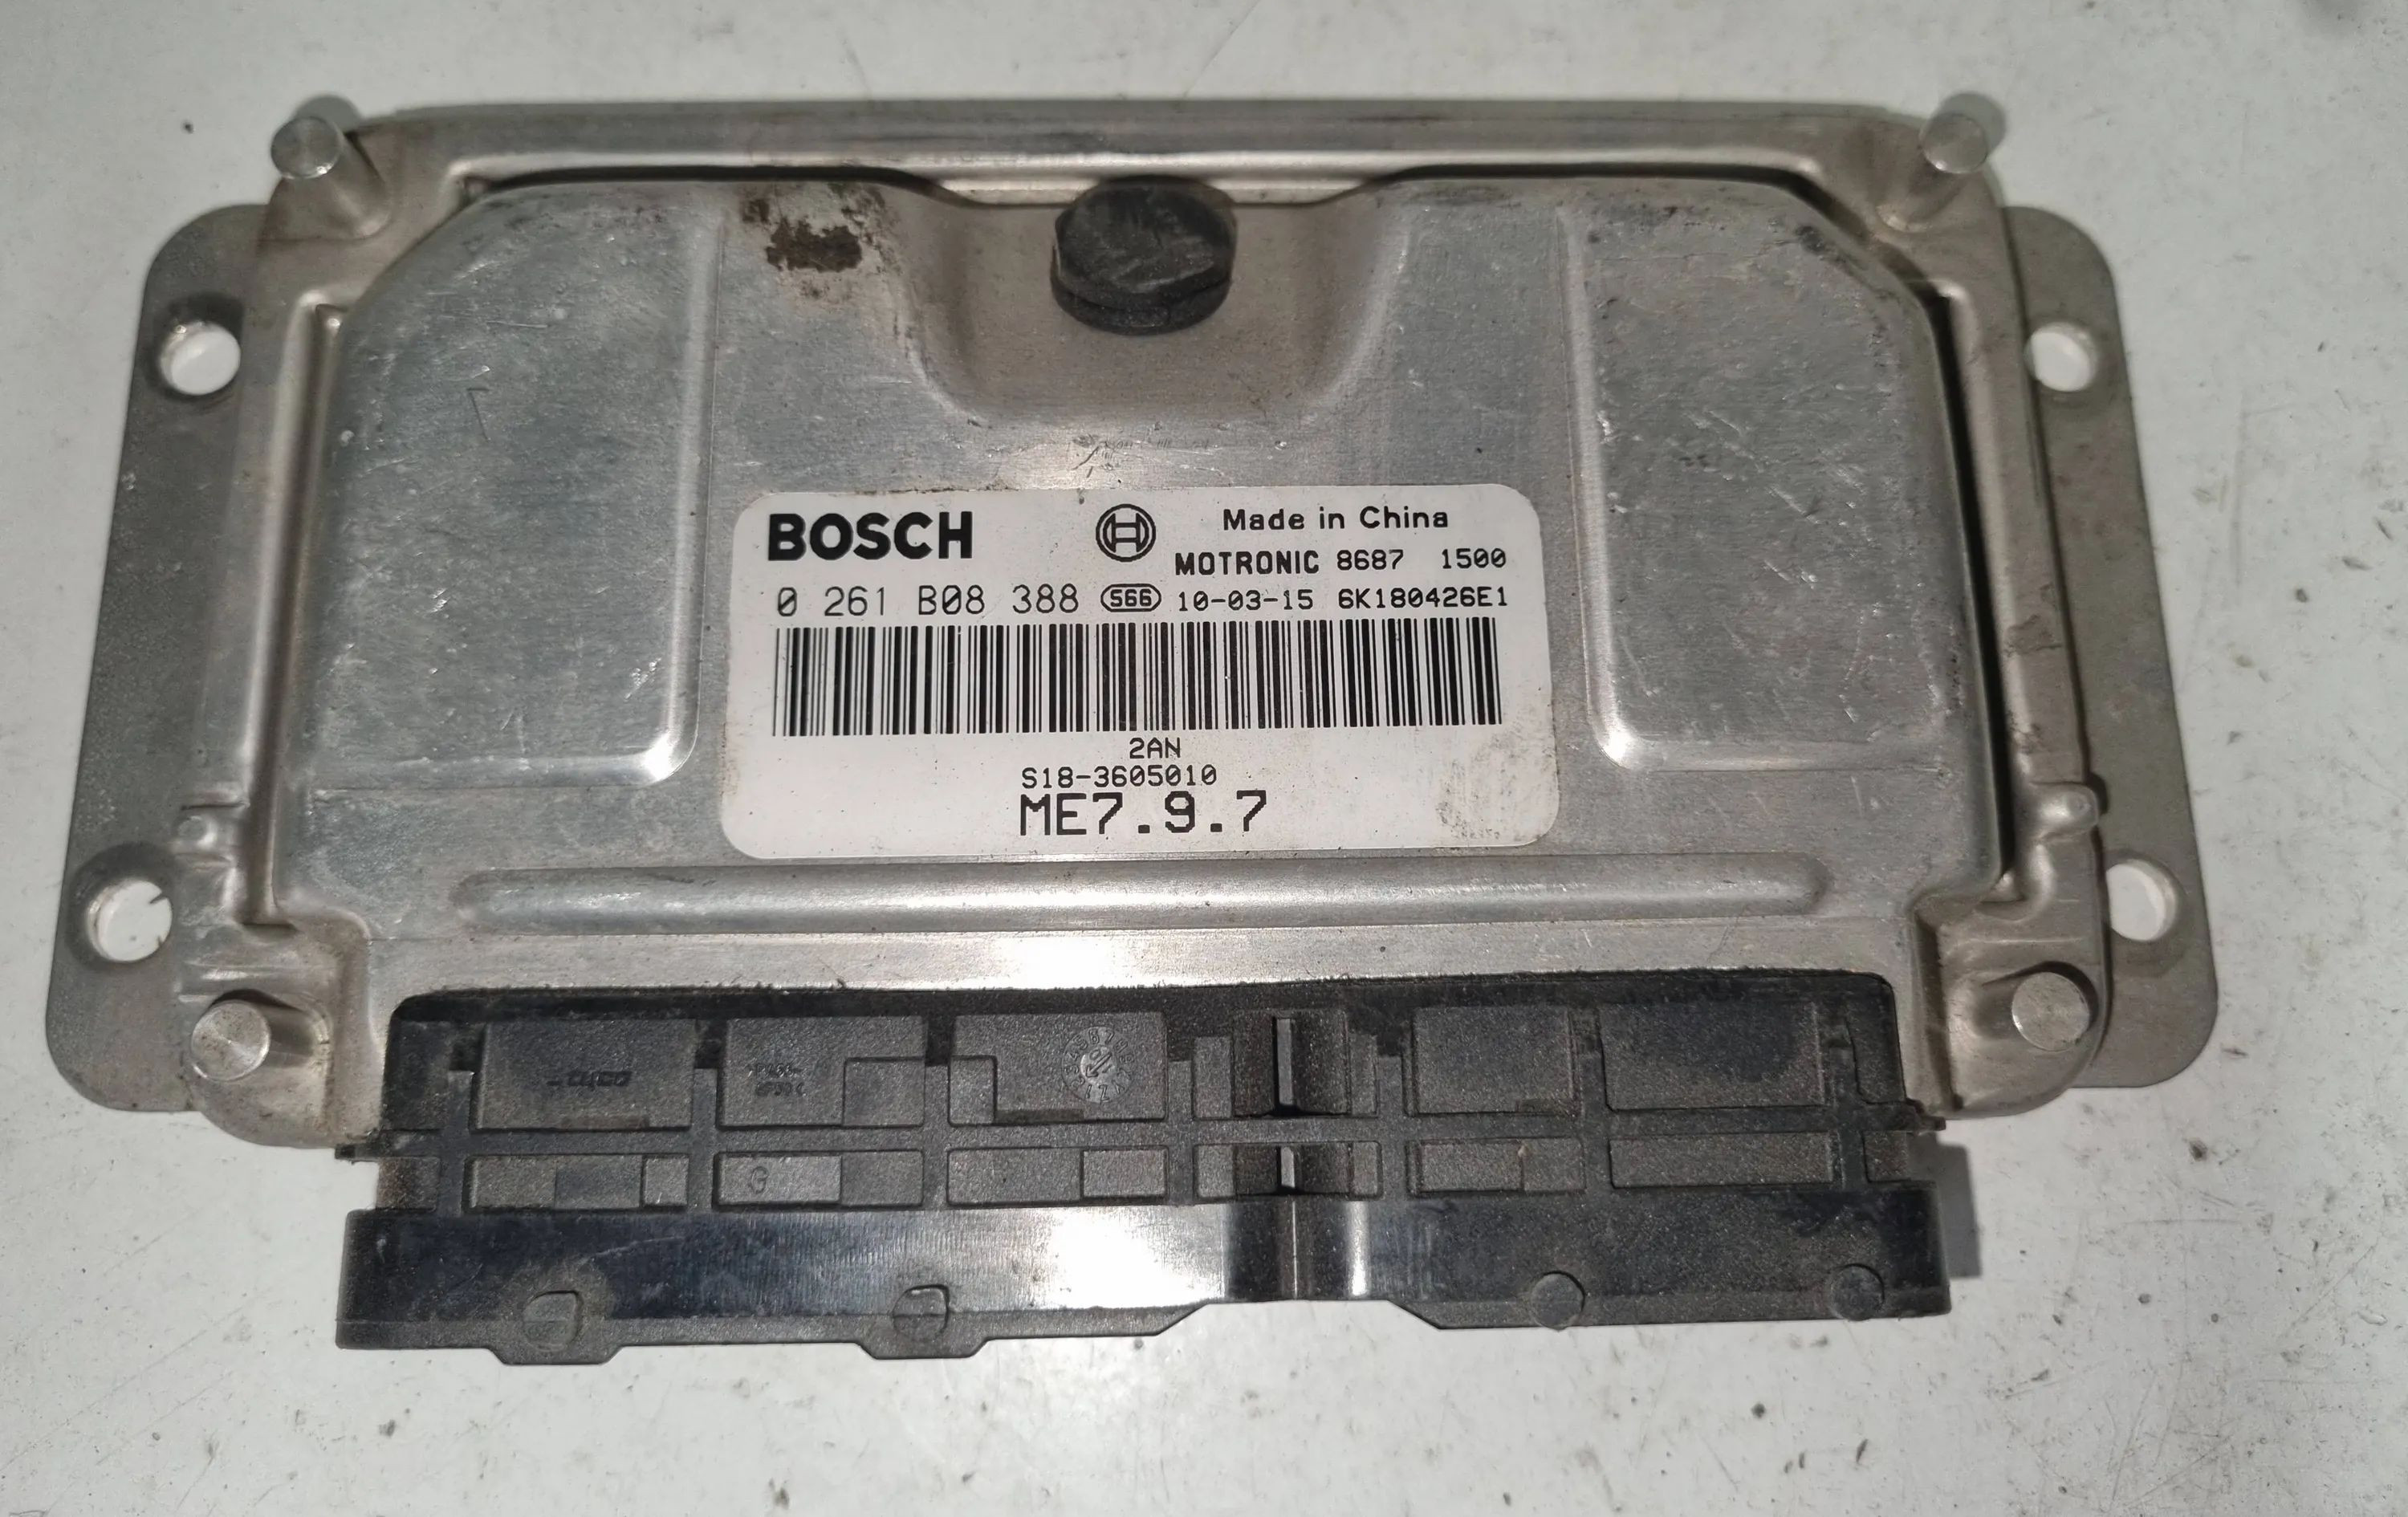 BOSCH
Made in China
MOTRONIC 8687 1500
0 261 B08 388 S66 10-03-15 6K180426E1
2AN
S18-3605010
ME7.9.7